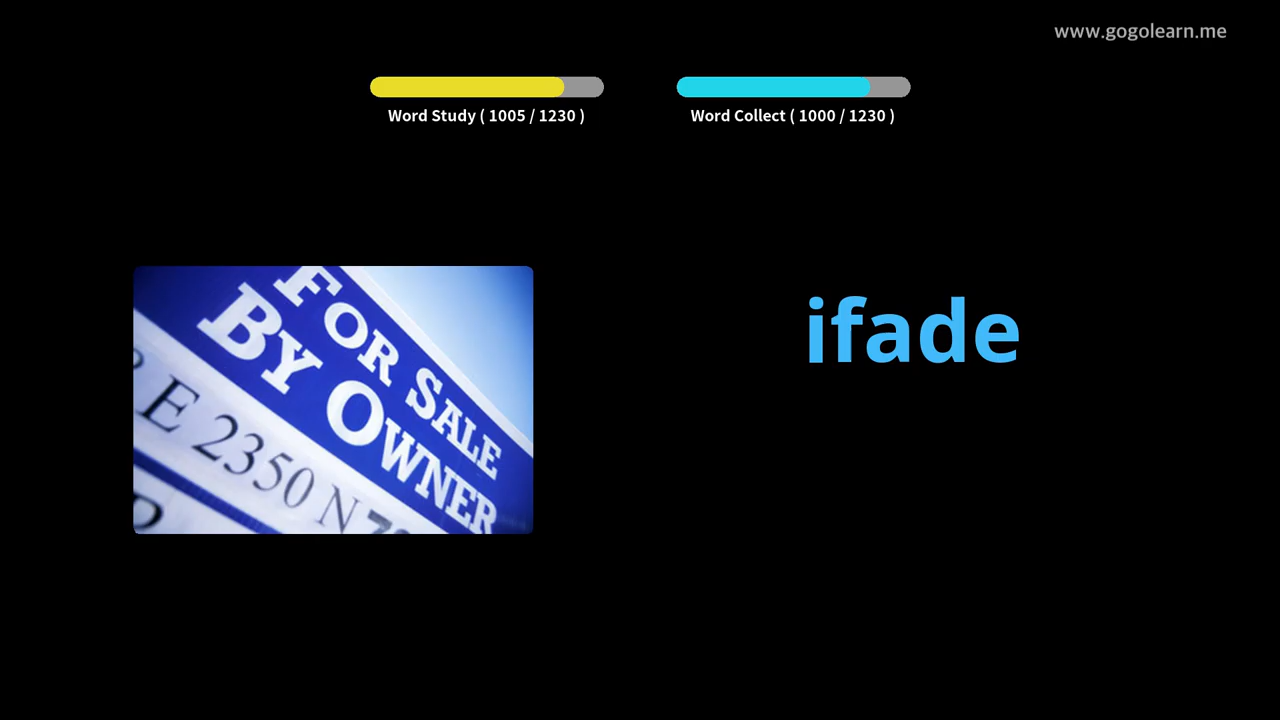 www.gogolearn.me
Word Study ( 1005 / 1230 )
Word Collect ( 1000 / 1230 )
FOR SALE
BY OWNER
E 2350 N
ifade